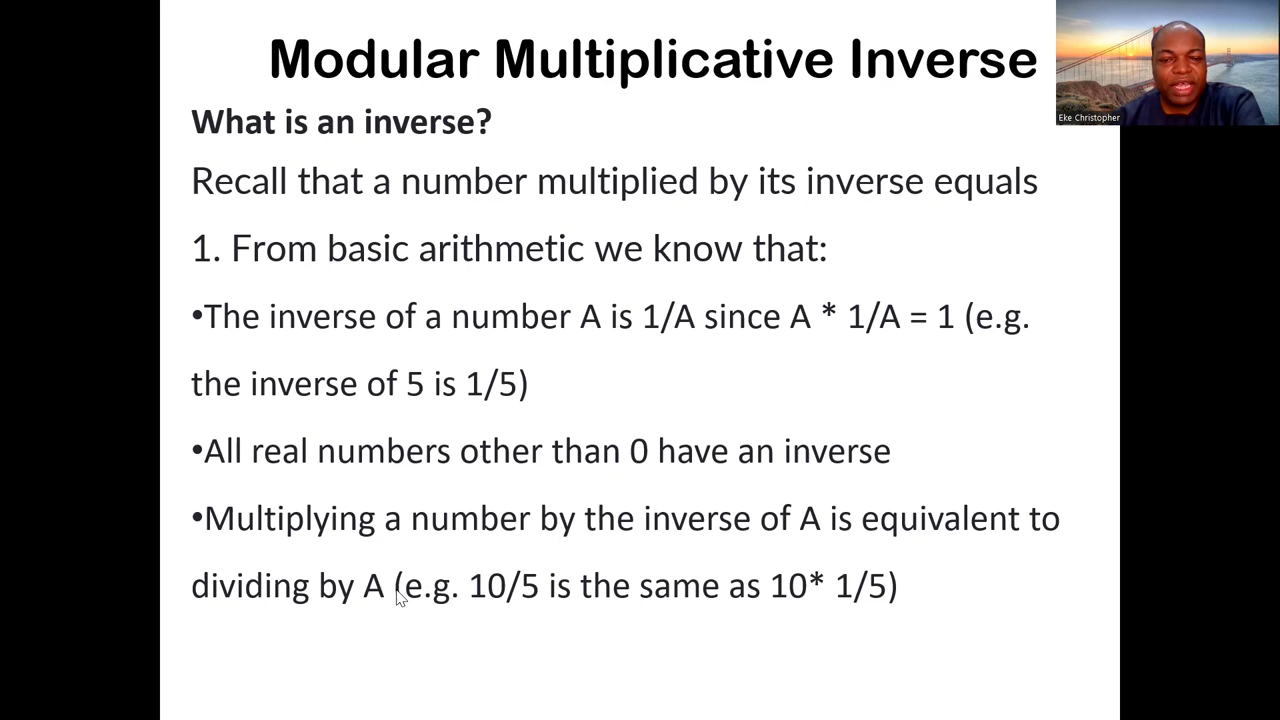 Modular Multiplicative Inverse
Eke Christopher
What is an inverse?
Recall that a number multiplied by its inverse equals
1. From basic arithmetic we know that:
•The inverse of a number A is 1/A since A * 1/A = 1 (e.g.
the inverse of 5 is 1/5)
•All real numbers other than 0 have an inverse
•Multiplying a number by the inverse of A is equivalent to
dividing by A (e.g. 10/5 is the same as 10* 1/5)